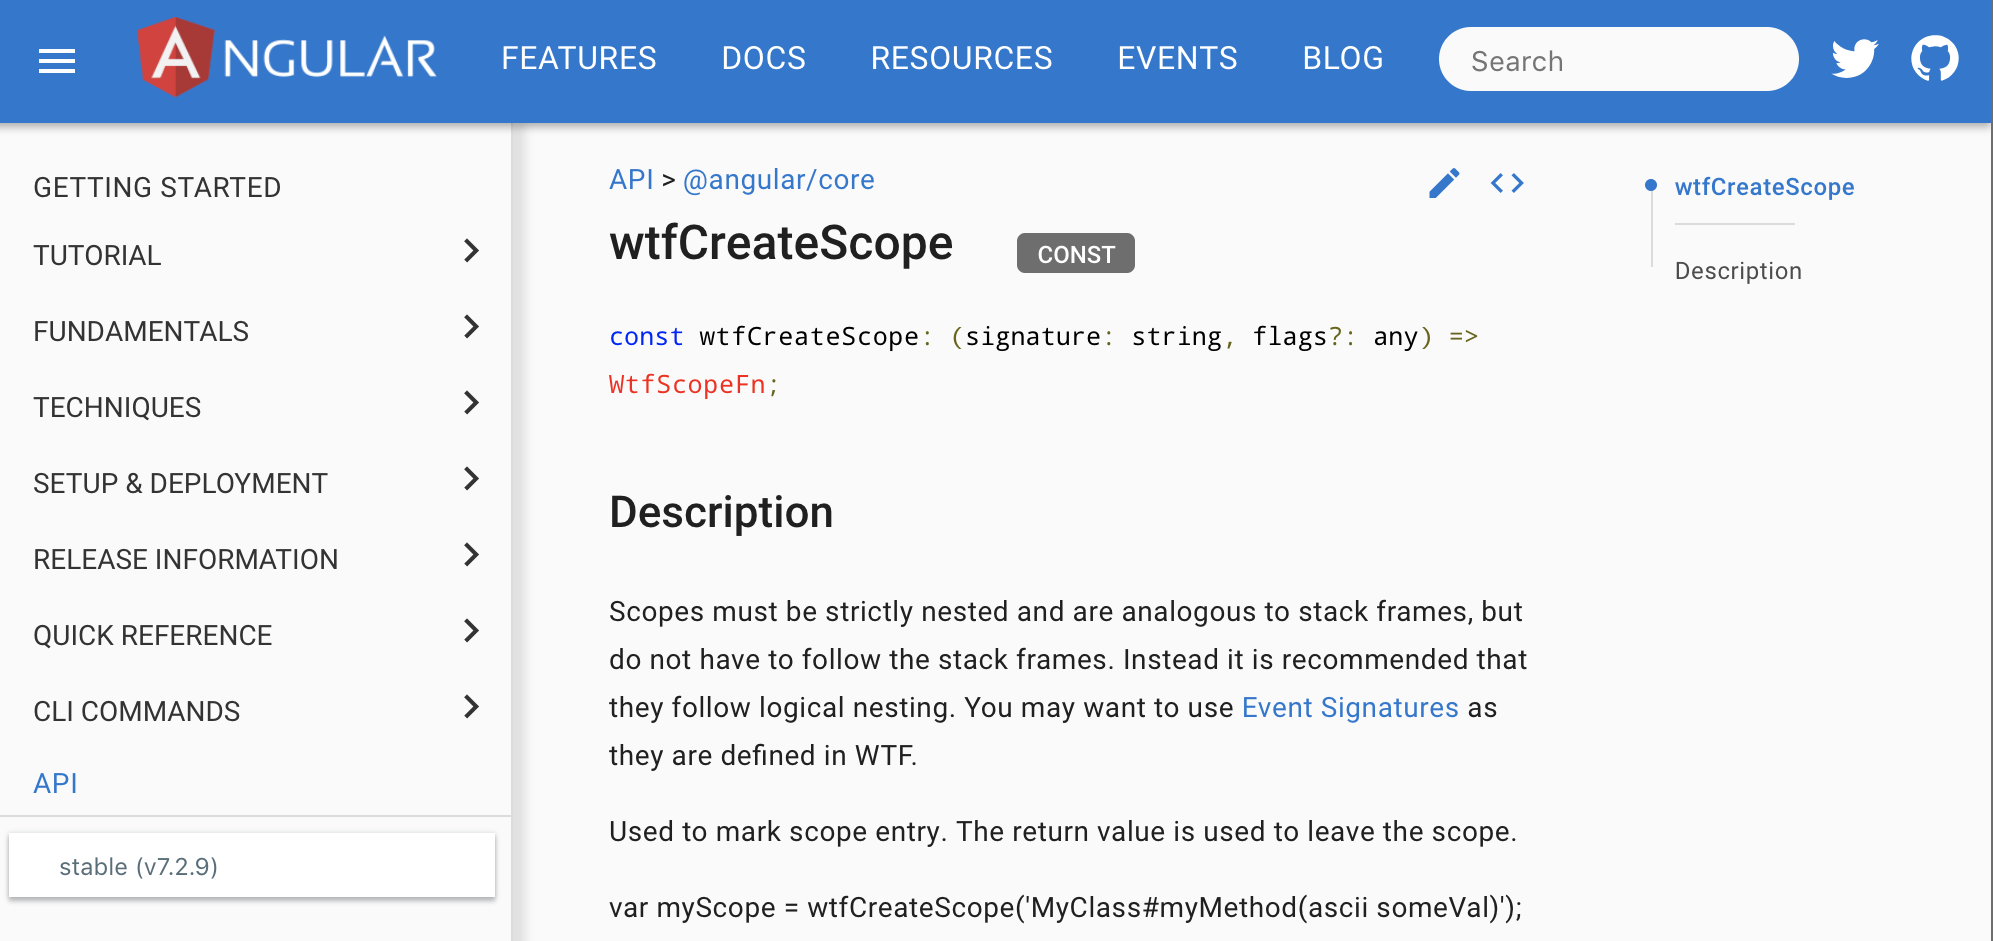 ANGULAR FEATURES DOCS RESOURCES EVENTS BLOG Search
GETTING STARTED
TUTORIAL
FUNDAMENTALS
TECHNIQUES
SETUP & DEPLOYMENT
RELEASE INFORMATION
QUICK REFERENCE
CLI COMMANDS
API
stable (v7.2.9)
API > @angular/core
wtfCreateScope CONST
const wtfCreateScope: (signature: string, flags?: any) =>
WtfScopeFn;
Description
Scopes must be strictly nested and are analogous to stack frames, but
do not have to follow the stack frames. Instead it is recommended that
they follow logical nesting. You may want to use Event Signatures as
they are defined in WTF.
Used to mark scope entry. The return value is used to leave the scope.
var myScope = wtfCreateScope('MyClass#myMethod(ascii someVal)');
wtfCreateScope
Description